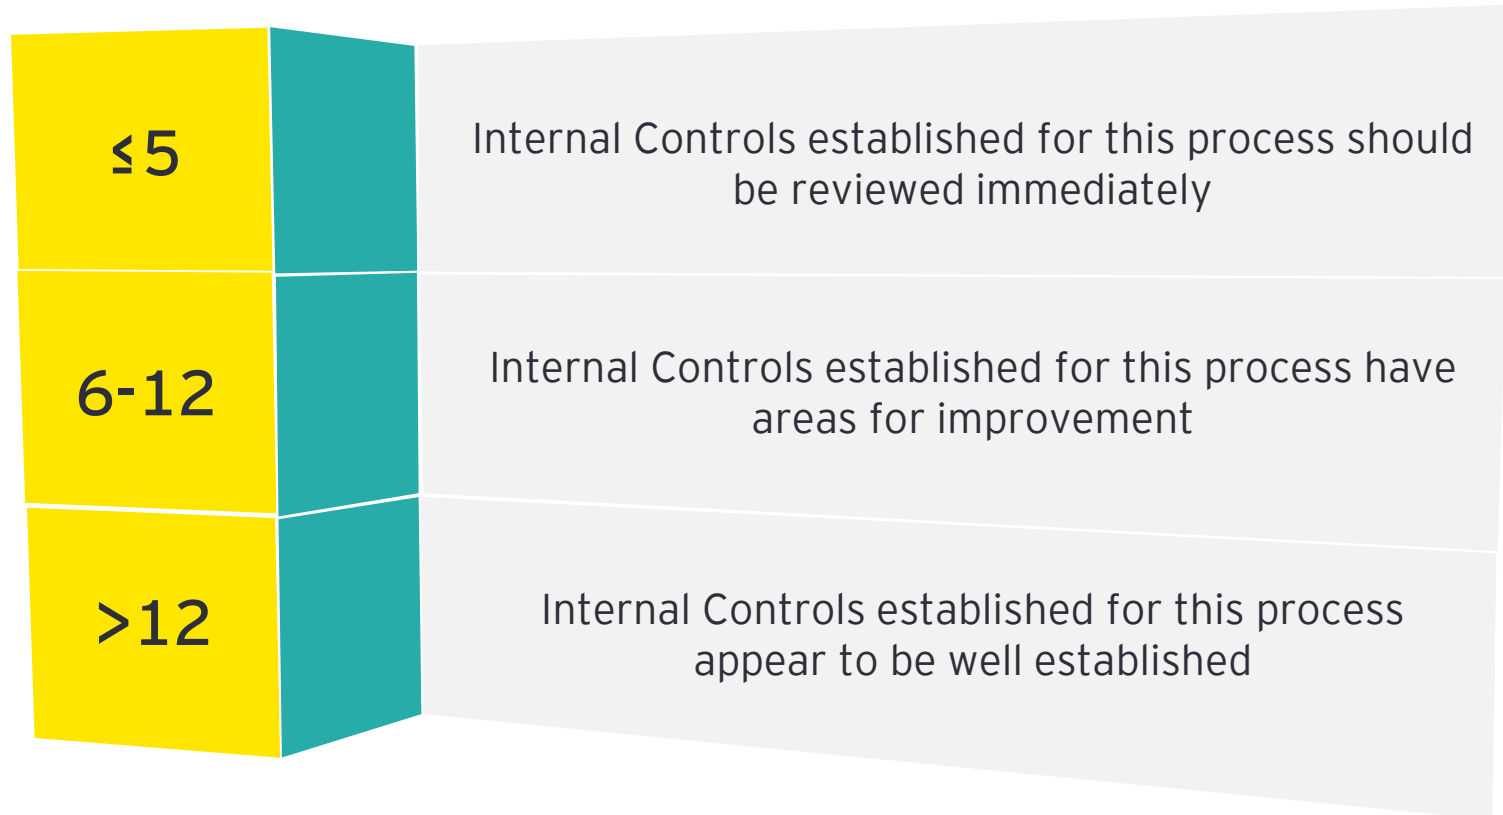 ≤5
Internal Controls established for this process should
be reviewed immediately
6-12
Internal Controls established for this process have
areas for improvement
>12
Internal Controls established for this process
appear to be well established